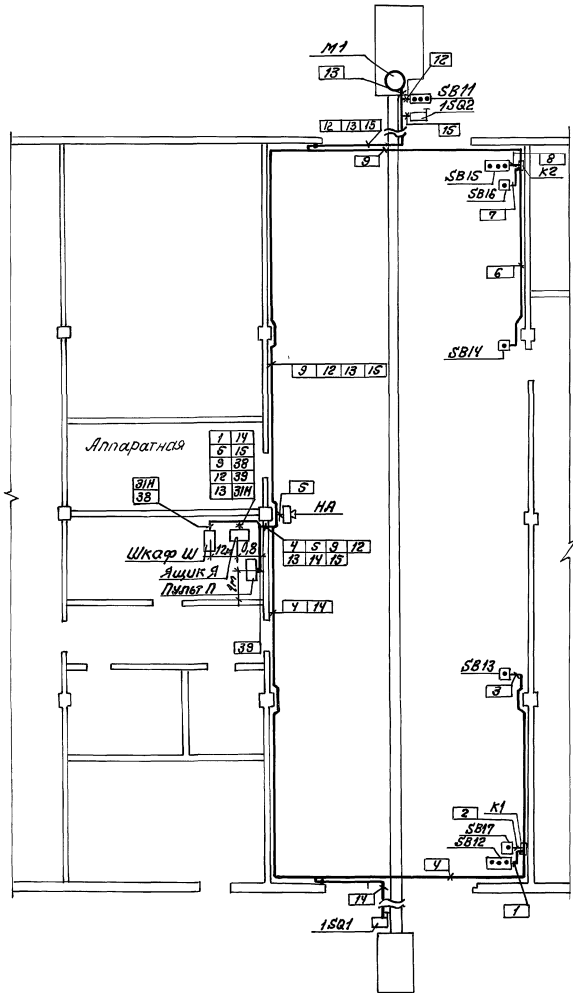 М1
13
12
SB11
1SQ2
12 13 15
15
9
8
SB15
К2
SB16
7
6
SB14
9 12 13 15
Аппаратная
1 14
6 15
9 38
12 39
13 31Н
31Н
38
5
НА
Шкаф Ш
12м
0,8
4 5 9 12
13 14 15
Ящик Я
Пульт П
1м
4 14
39
SB13
3
К1
2
SB17
SB12
4
14
1
1SQ1